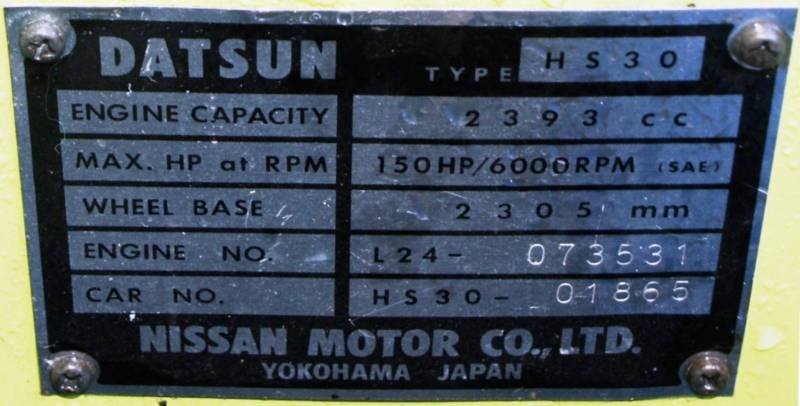 DATSUN TYPE HS30
ENGINE CAPACITY 2393 cc
MAX. HP at RPM 150HP/6000RPM (SAE)
WHEEL BASE 2305 mm
ENGINE NO. L24- 073531
CAR NO. HS30- 01865
NISSAN MOTOR CO., LTD.
YOKOHAMA JAPAN